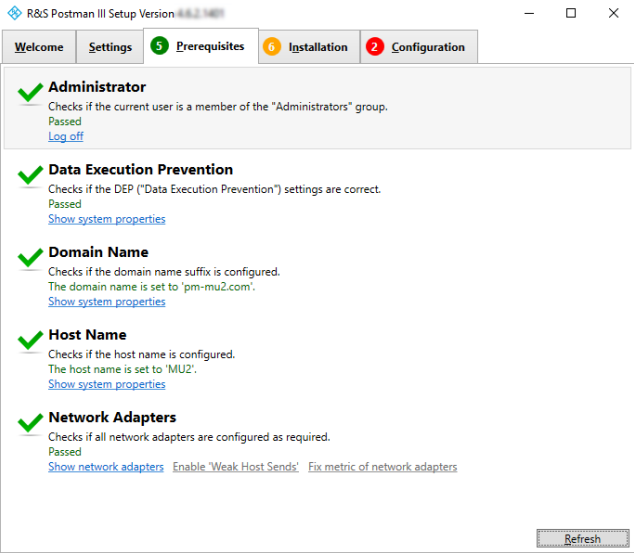 R&S Postman III Setup Version
Welcome
Settings
5 Prerequisites
6 Installation
2 Configuration
Administrator
Checks if the current user is a member of the "Administrators" group.
Passed
Log off
Data Execution Prevention
Checks if the DEP ("Data Execution Prevention") settings are correct.
Passed
Show system properties
Domain Name
Checks if the domain name suffix is configured.
The domain name is set to 'pm-mu2.com'.
Show system properties
Host Name
Checks if the host name is configured.
The host name is set to 'MU2'.
Show system properties
Network Adapters
Checks if all network adapters are configured as required.
Passed
Show network adapters Enable 'Weak Host Sends' Fix metric of network adapters
Refresh